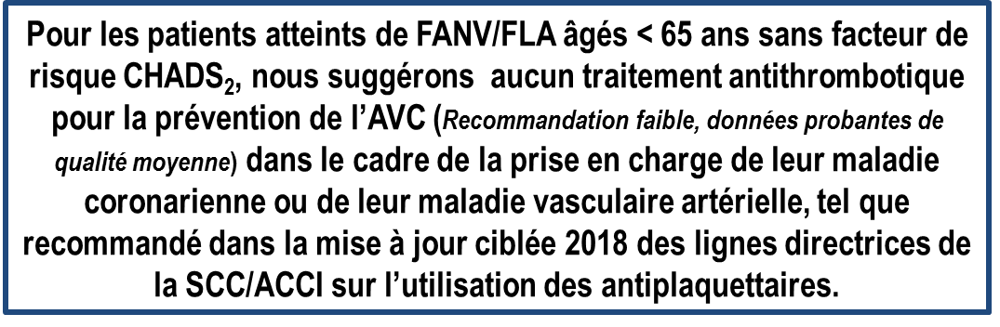 Pour les patients atteints de FANV/FLA âgés < 65 ans sans facteur de
risque CHADS₂, nous suggérons  aucun traitement antithrombotique
pour la prévention de l’AVC (Recommandation faible, données probantes de
qualité moyenne) dans le cadre de la prise en charge de leur maladie
coronarienne ou de leur maladie vasculaire artérielle, tel que
recommandé dans la mise à jour ciblée 2018 des lignes directrices de
la SCC/ACCI sur l’utilisation des antiplaquettaires.